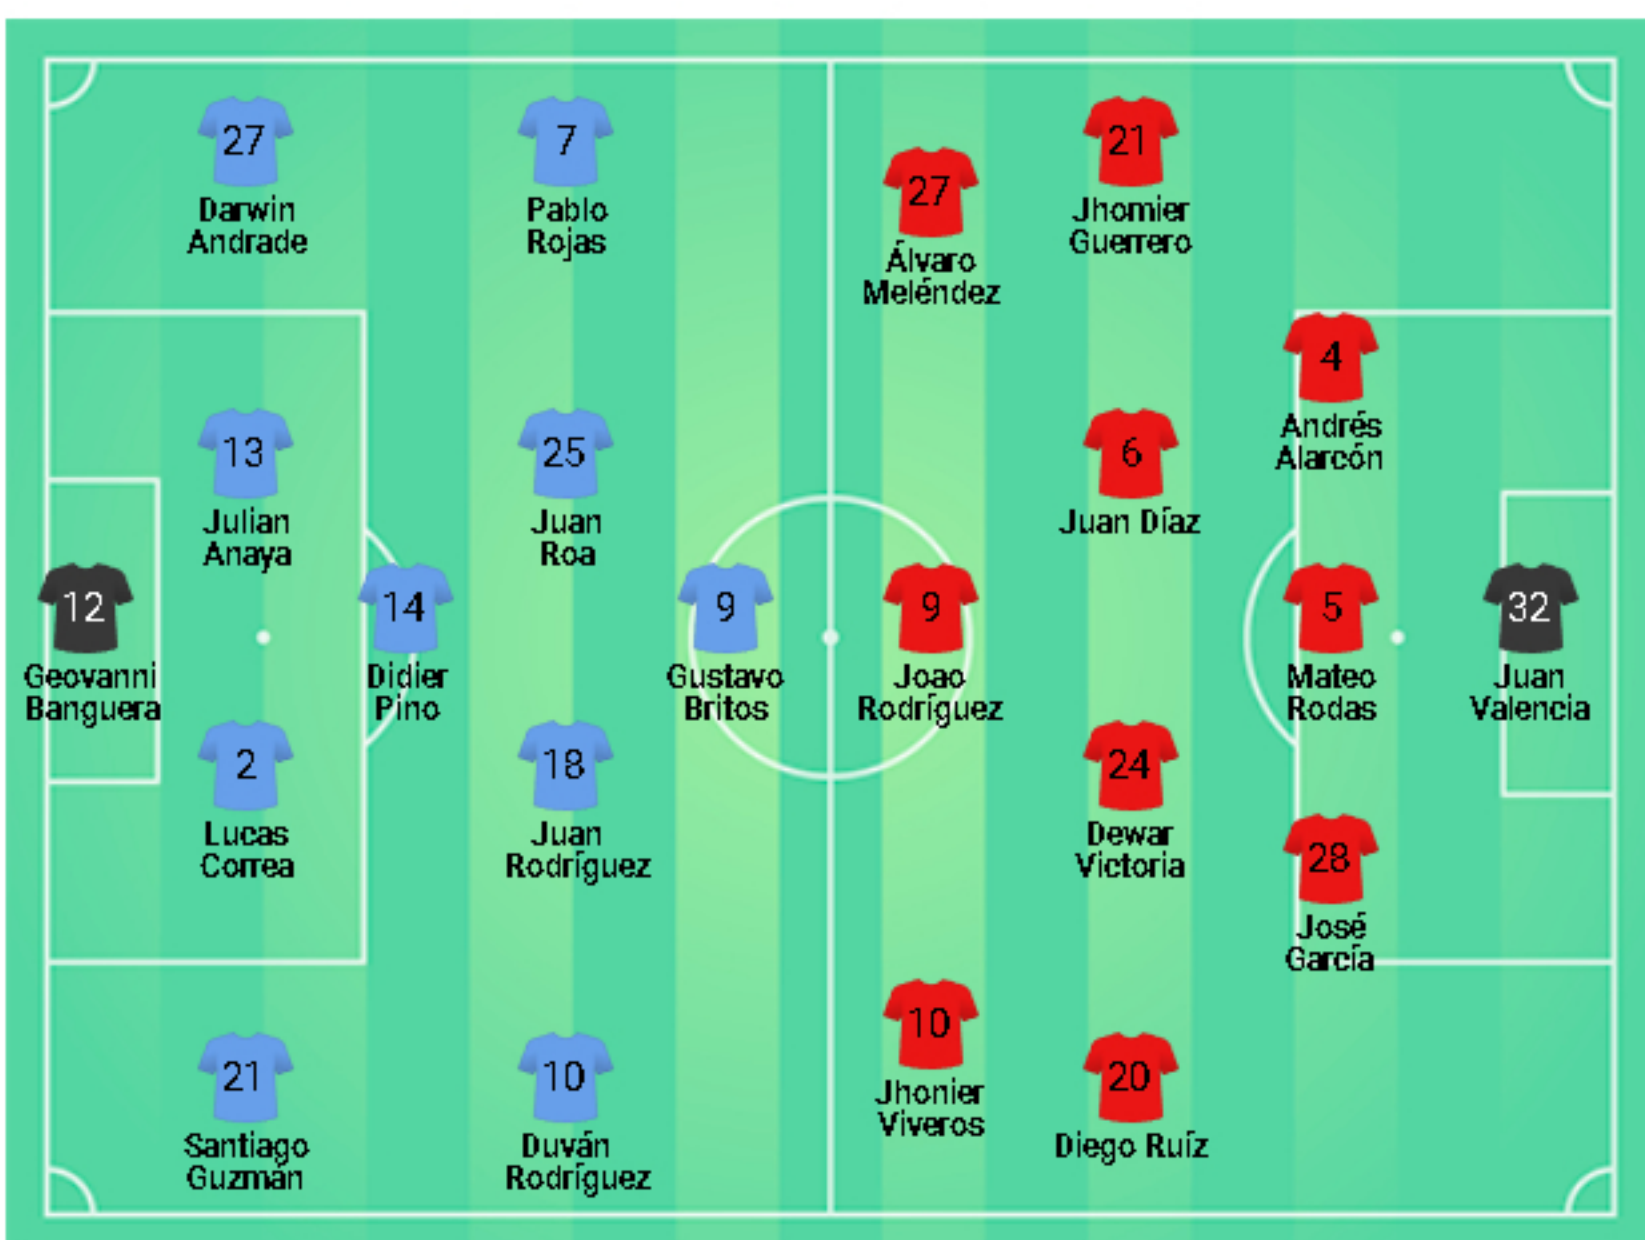 27
Darwin
Andrade
7
Pablo
Rojas
27
Álvaro
Meléndez
21
Jhomier
Guerrero
13
Julian
Anaya
25
Juan
Roa
6
Juan Díaz
4
Andrés
Alarcón
12
Geovanni
Banguera
14
Didier
Pino
9
Gustavo
Britos
9
Joao
Rodríguez
5
Mateo
Rodas
32
Juan
Valencia
2
Lucas
Correa
18
Juan
Rodríguez
24
Dewar
Victoria
28
José
García
21
Santiago
Guzmán
10
Duván
Rodríguez
10
Jhonier
Viveros
20
Diego Ruíz